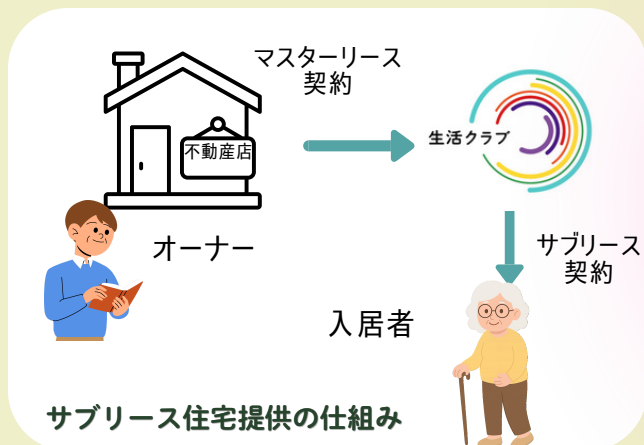 マスターリース
契約
不動産店
生活クラブ
オーナー
サブリース
契約
入居者
サブリース住宅提供の仕組み